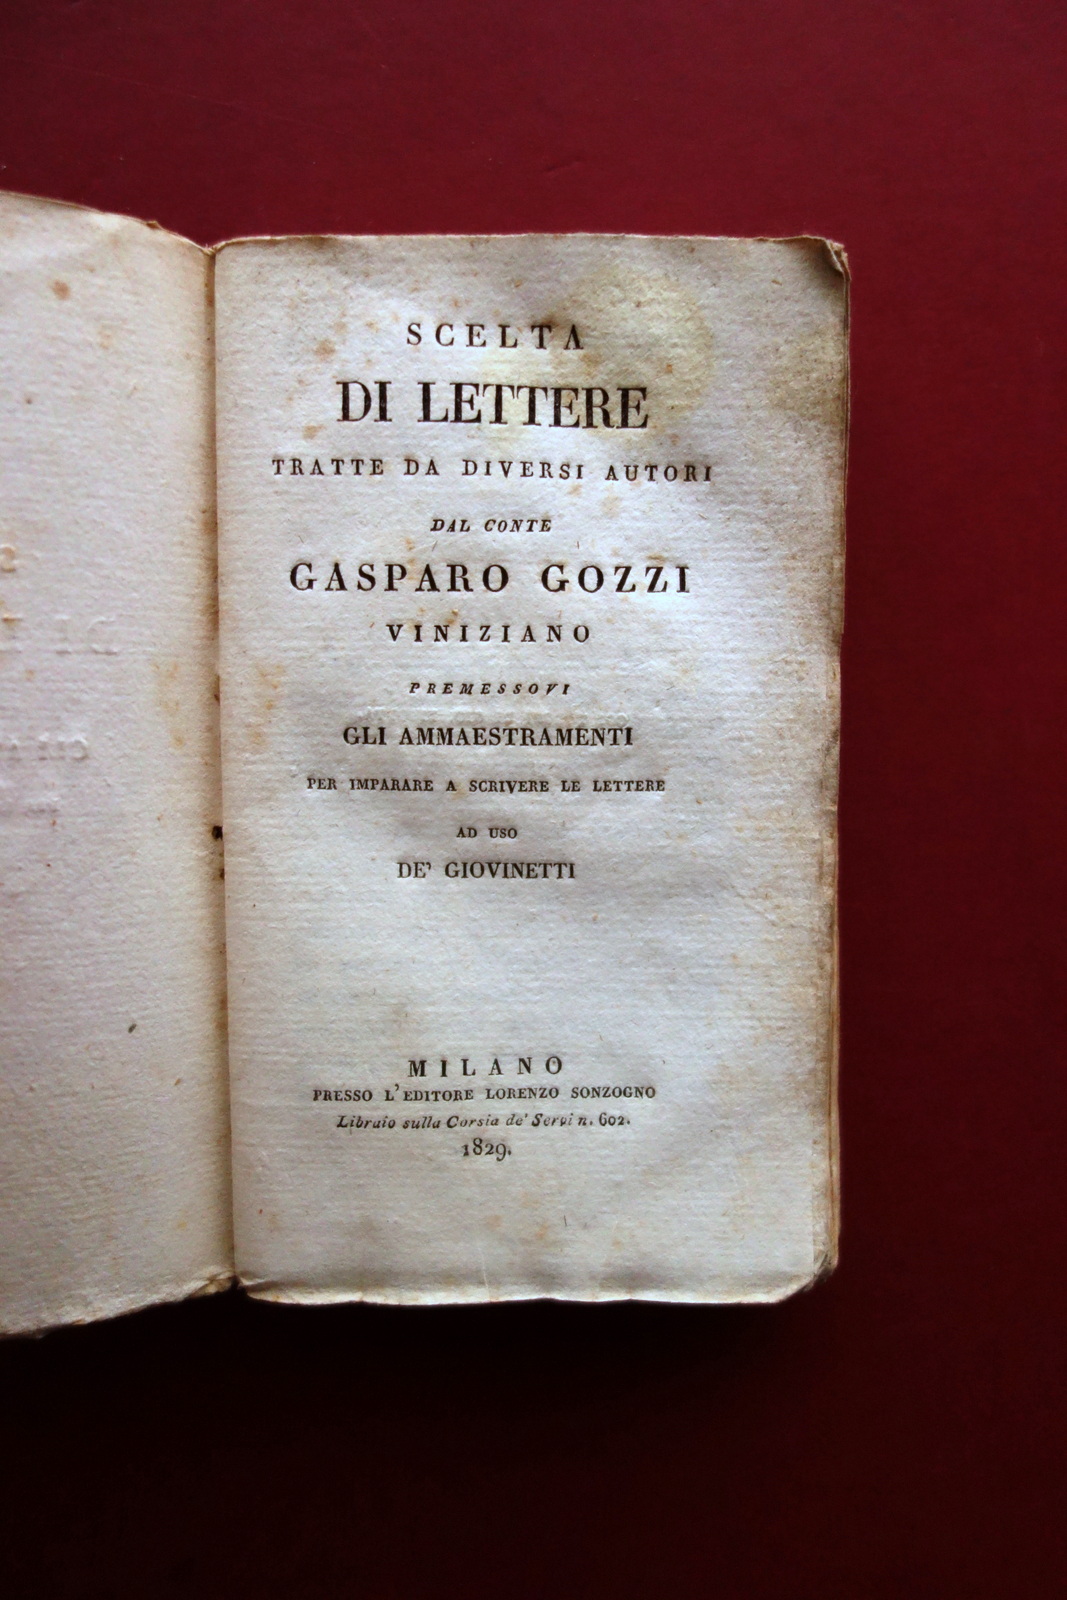 SCELTA
DI LETTERE
TRATTE DA DIVERSI AUTORI
DAL CONTE
GASPARO GOZZI
VINIZIANO
PREMESSOVI
GLI AMMAESTRAMENTI
PER IMPARARE A SCRIVERE LE LETTERE
AD USO
DE' GIOVINETTI
MILANO
PRESSO L'EDITORE LORENZO SONZOGNO
Libraio sulla Corsia de' Servi n. 602.
1829.